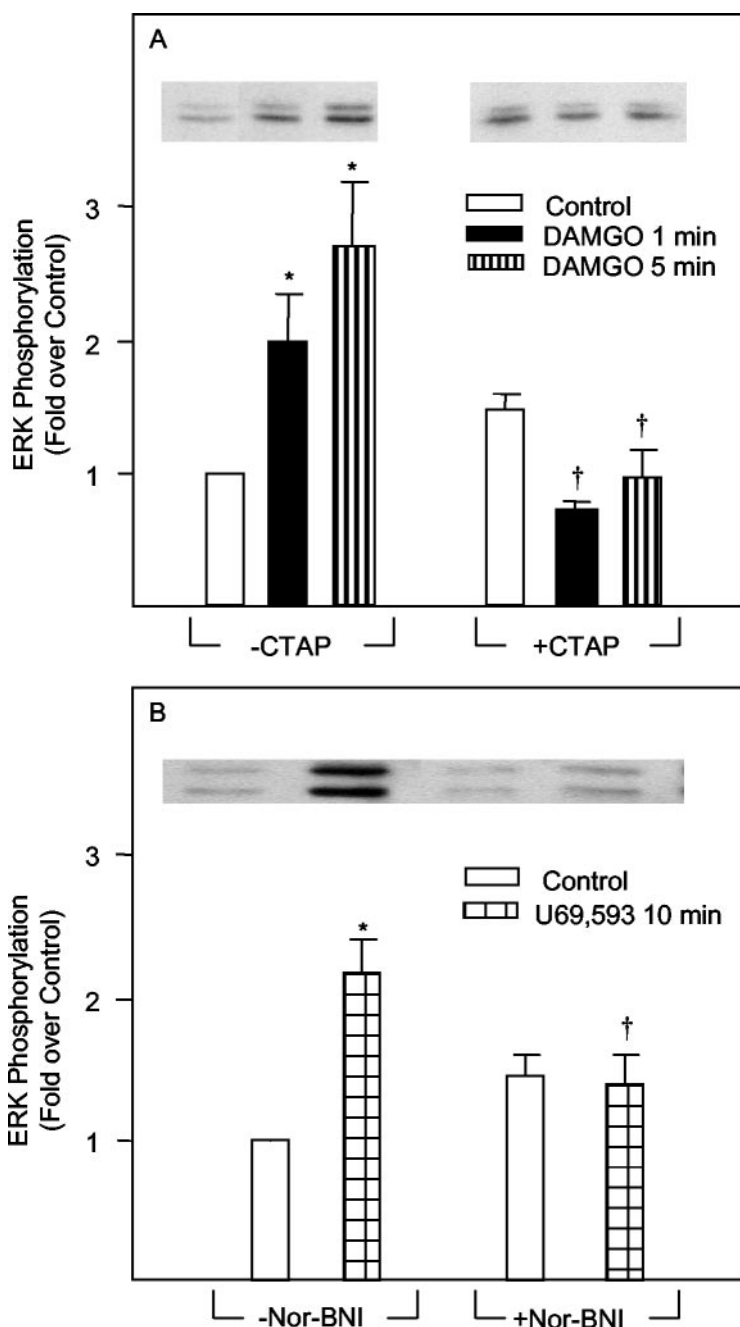 A
ERK Phosphorylation
(Fold over Control)
3
2
1
*
*
†
†
Control
DAMGO 1 min
DAMGO 5 min
-CTAP
+CTAP
B
ERK Phosphorylation
(Fold over Control)
3
2
1
*
†
Control
U69,593 10 min
-Nor-BNI
+Nor-BNI